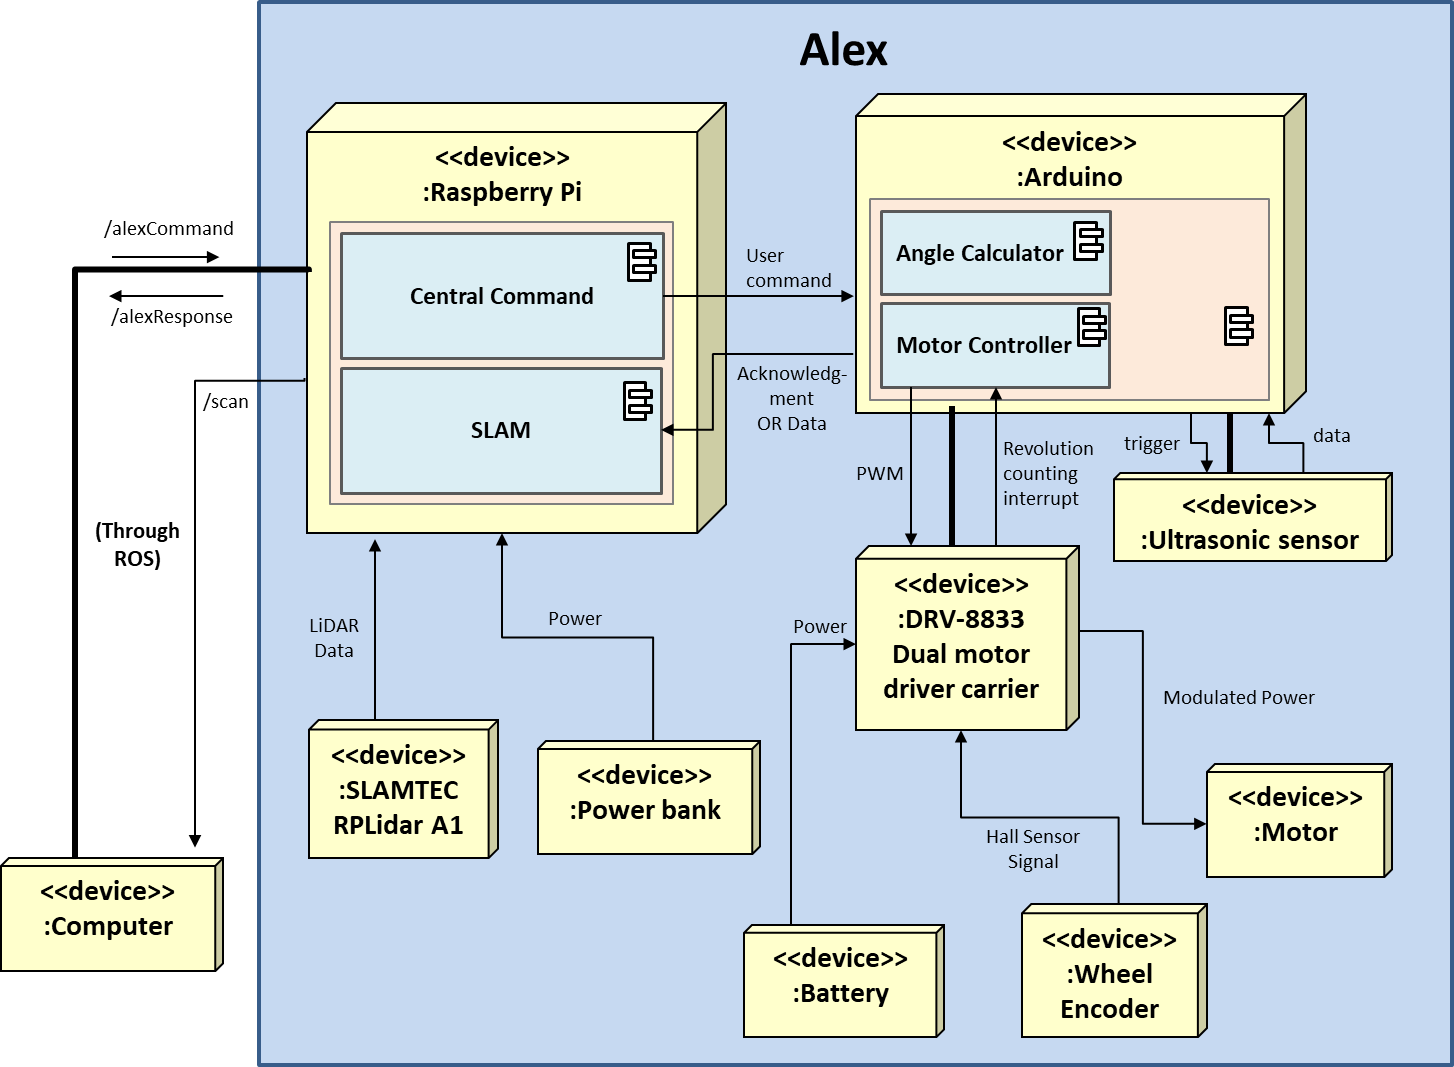 Alex
<<device>>
:Raspberry Pi
Central Command
SLAM
<<device>>
:Arduino
Angle Calculator
Motor Controller
/alexCommand
/alexResponse
/scan
(Through
ROS)
User
command
Acknowledg-
ment
OR Data
PWM
Revolution
counting
interrupt
trigger
data
<<device>>
:Ultrasonic sensor
<<device>>
:DRV-8833
Dual motor
driver carrier
LiDAR
Data
Power
Power
Modulated Power
<<device>>
:SLAMTEC
RPLidar A1
<<device>>
:Power bank
<<device>>
:Motor
Hall Sensor
Signal
<<device>>
:Computer
<<device>>
:Battery
<<device>>
:Wheel
Encoder